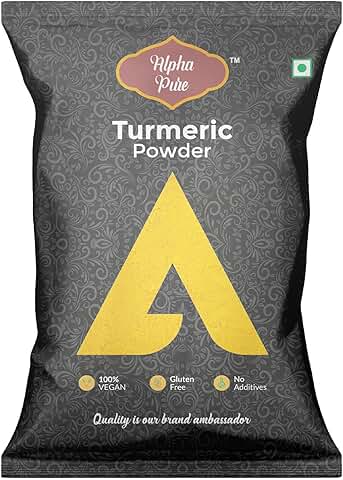 Alpha
Pure
™
Turmeric
Powder
100%
VEGAN
Gluten
Free
No
Additives
Quality is our brand ambassador